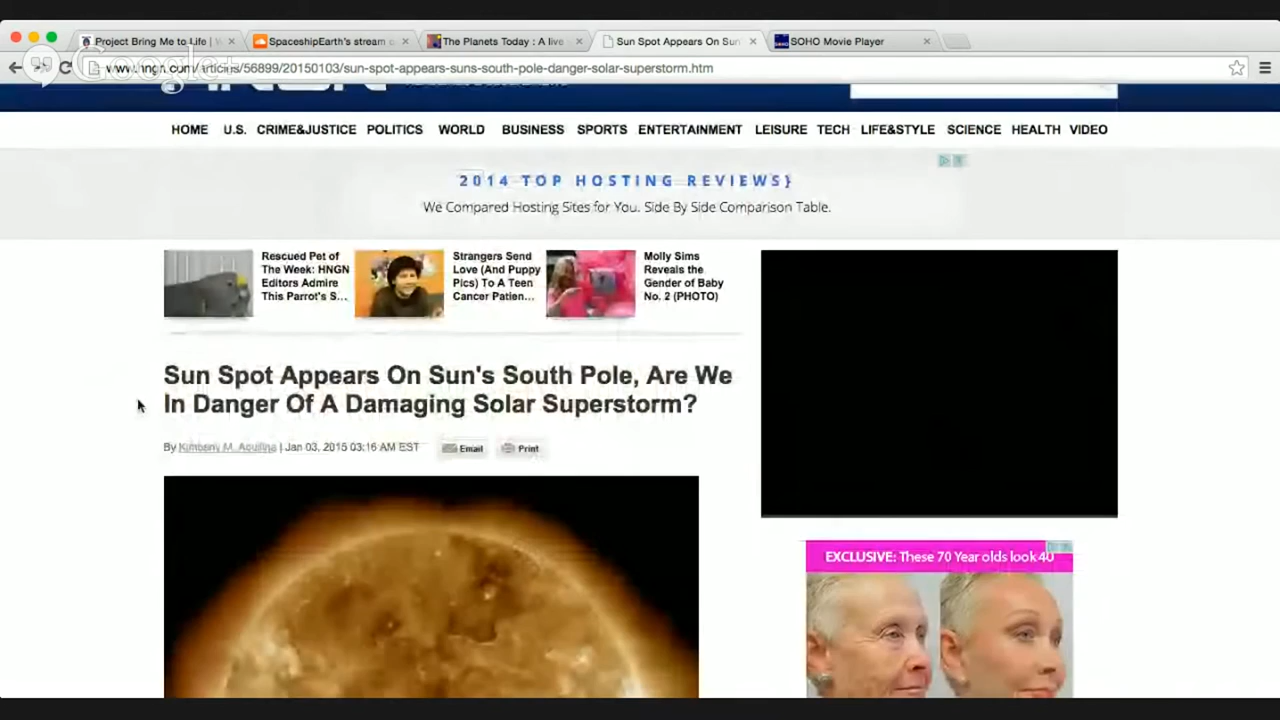 Project Bring Me to Life |
SpaceshipEarth's stream
The Planets Today : A live
Sun Spot Appears On Sun
SOHO Movie Player
Google+
www.hngn.com/articles/56899/20150103/sun-spot-appears-suns-south-pole-danger-solar-superstorm.htm
HOME U.S. CRIME&JUSTICE POLITICS WORLD BUSINESS SPORTS ENTERTAINMENT LEISURE TECH LIFE&STYLE SCIENCE HEALTH VIDEO
2014 TOP HOSTING REVIEWS}
We Compared Hosting Sites for You. Side By Side Comparison Table.
Rescued Pet of
The Week: HNGN
Editors Admire
This Parrot's S...
Strangers Send
Love (And Puppy
Pics) To A Teen
Cancer Patien...
Molly Sims
Reveals the
Gender of Baby
No. 2 (PHOTO)
Sun Spot Appears On Sun's South Pole, Are We
In Danger Of A Damaging Solar Superstorm?
By Kimberly M. Aquilina | Jan 03, 2015 03:16 AM EST
Email
Print
EXCLUSIVE: These 70 Year olds look 40